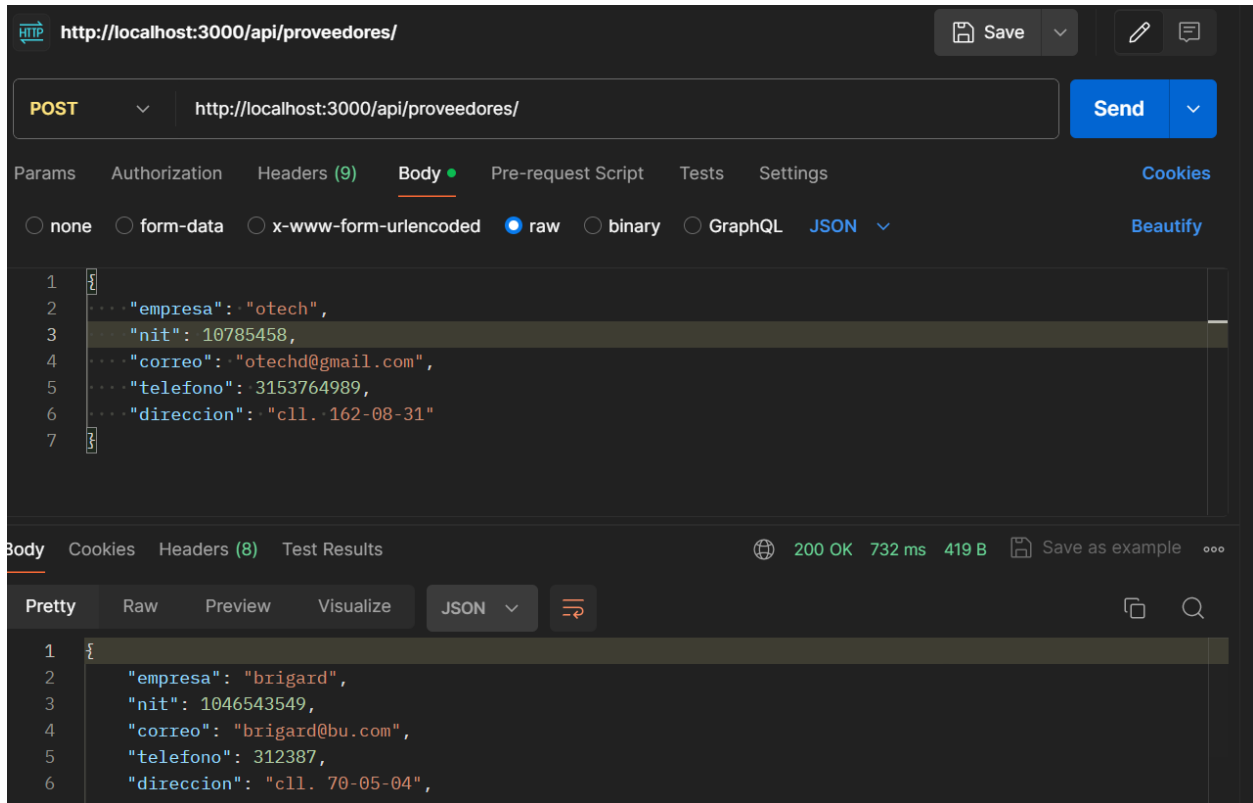 HTTP http://localhost:3000/api/proveedores/ Save
POST http://localhost:3000/api/proveedores/ Send
Params Authorization Headers (9) Body Pre-request Script Tests Settings Cookies
none form-data x-www-form-urlencoded raw binary GraphQL JSON Beautify
1 {
2 "empresa": "otech",
3 "nit": 10785458,
4 "correo": "otechd@gmail.com",
5 "telefono": 3153764989,
6 "direccion": "cll. 162-08-31"
7 }
Body Cookies Headers (8) Test Results 200 OK 732 ms 419 B Save as example
Pretty Raw Preview Visualize JSON
1 {
2 "empresa": "brigard",
3 "nit": 1046543549,
4 "correo": "brigard@bu.com",
5 "telefono": 312387,
6 "direccion": "cll. 70-05-04",